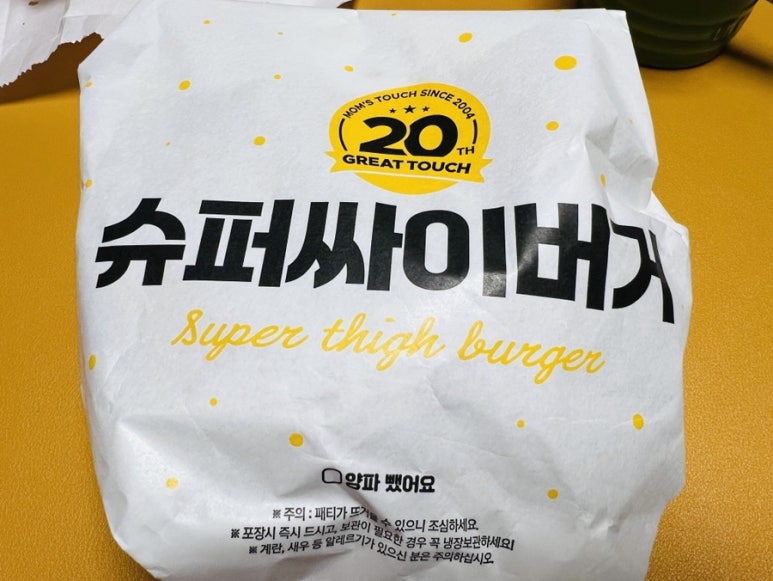 MOM'S TOUCH SINCE 2004
20TH
GREAT TOUCH
슈퍼싸이버거
Super thigh burger
양파 뺐어요
※ 주의 : 패티가 뜨거울 수 있으니 조심하세요.
※ 포장시 즉시 드시고, 보관이 필요한 경우 꼭 냉장보관하세요!
※ 계란, 새우 등 알레르기가 있으신 분은 주의하십시오.